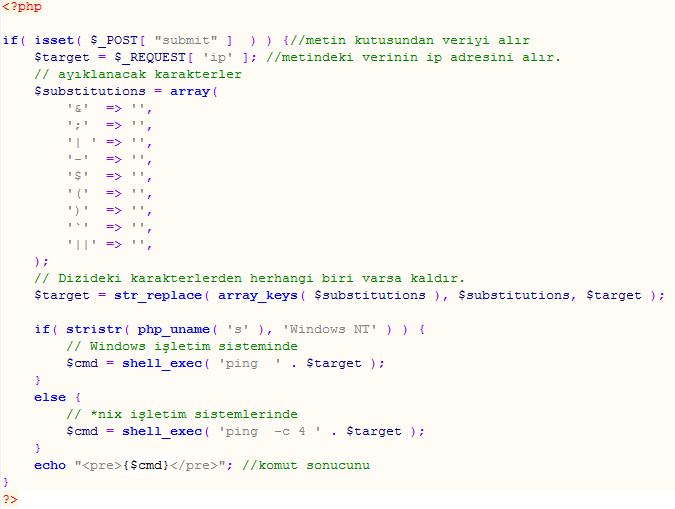 <?php

if( isset( $_POST[ "submit" ]  ) ) {//metin kutusundan veriyi alır
    $target = $_REQUEST[ 'ip' ]; //metindeki verinin ip adresini alır.
    // ayıklanacak karakterler
    $substitutions = array(
        '&'  => '',
        ';'  => '',
        '| ' => '',
        '-'  => '',
        '$'  => '',
        '('  => '',
        ')'  => '',
        '`'  => '',
        '||' => '',
    );
    // Dizideki karakterlerden herhangi biri varsa kaldır.
    $target = str_replace( array_keys( $substitutions ), $substitutions, $target );

    if( stristr( php_uname( 's' ), 'Windows NT' ) ) {
        // Windows işletim sisteminde
        $cmd = shell_exec( 'ping  ' . $target );
    }
    else {
        // *nix işletim sistemlerinde
        $cmd = shell_exec( 'ping  -c 4 ' . $target );
    }
    echo "<pre>{$cmd}</pre>"; //komut sonucunu
}
?>